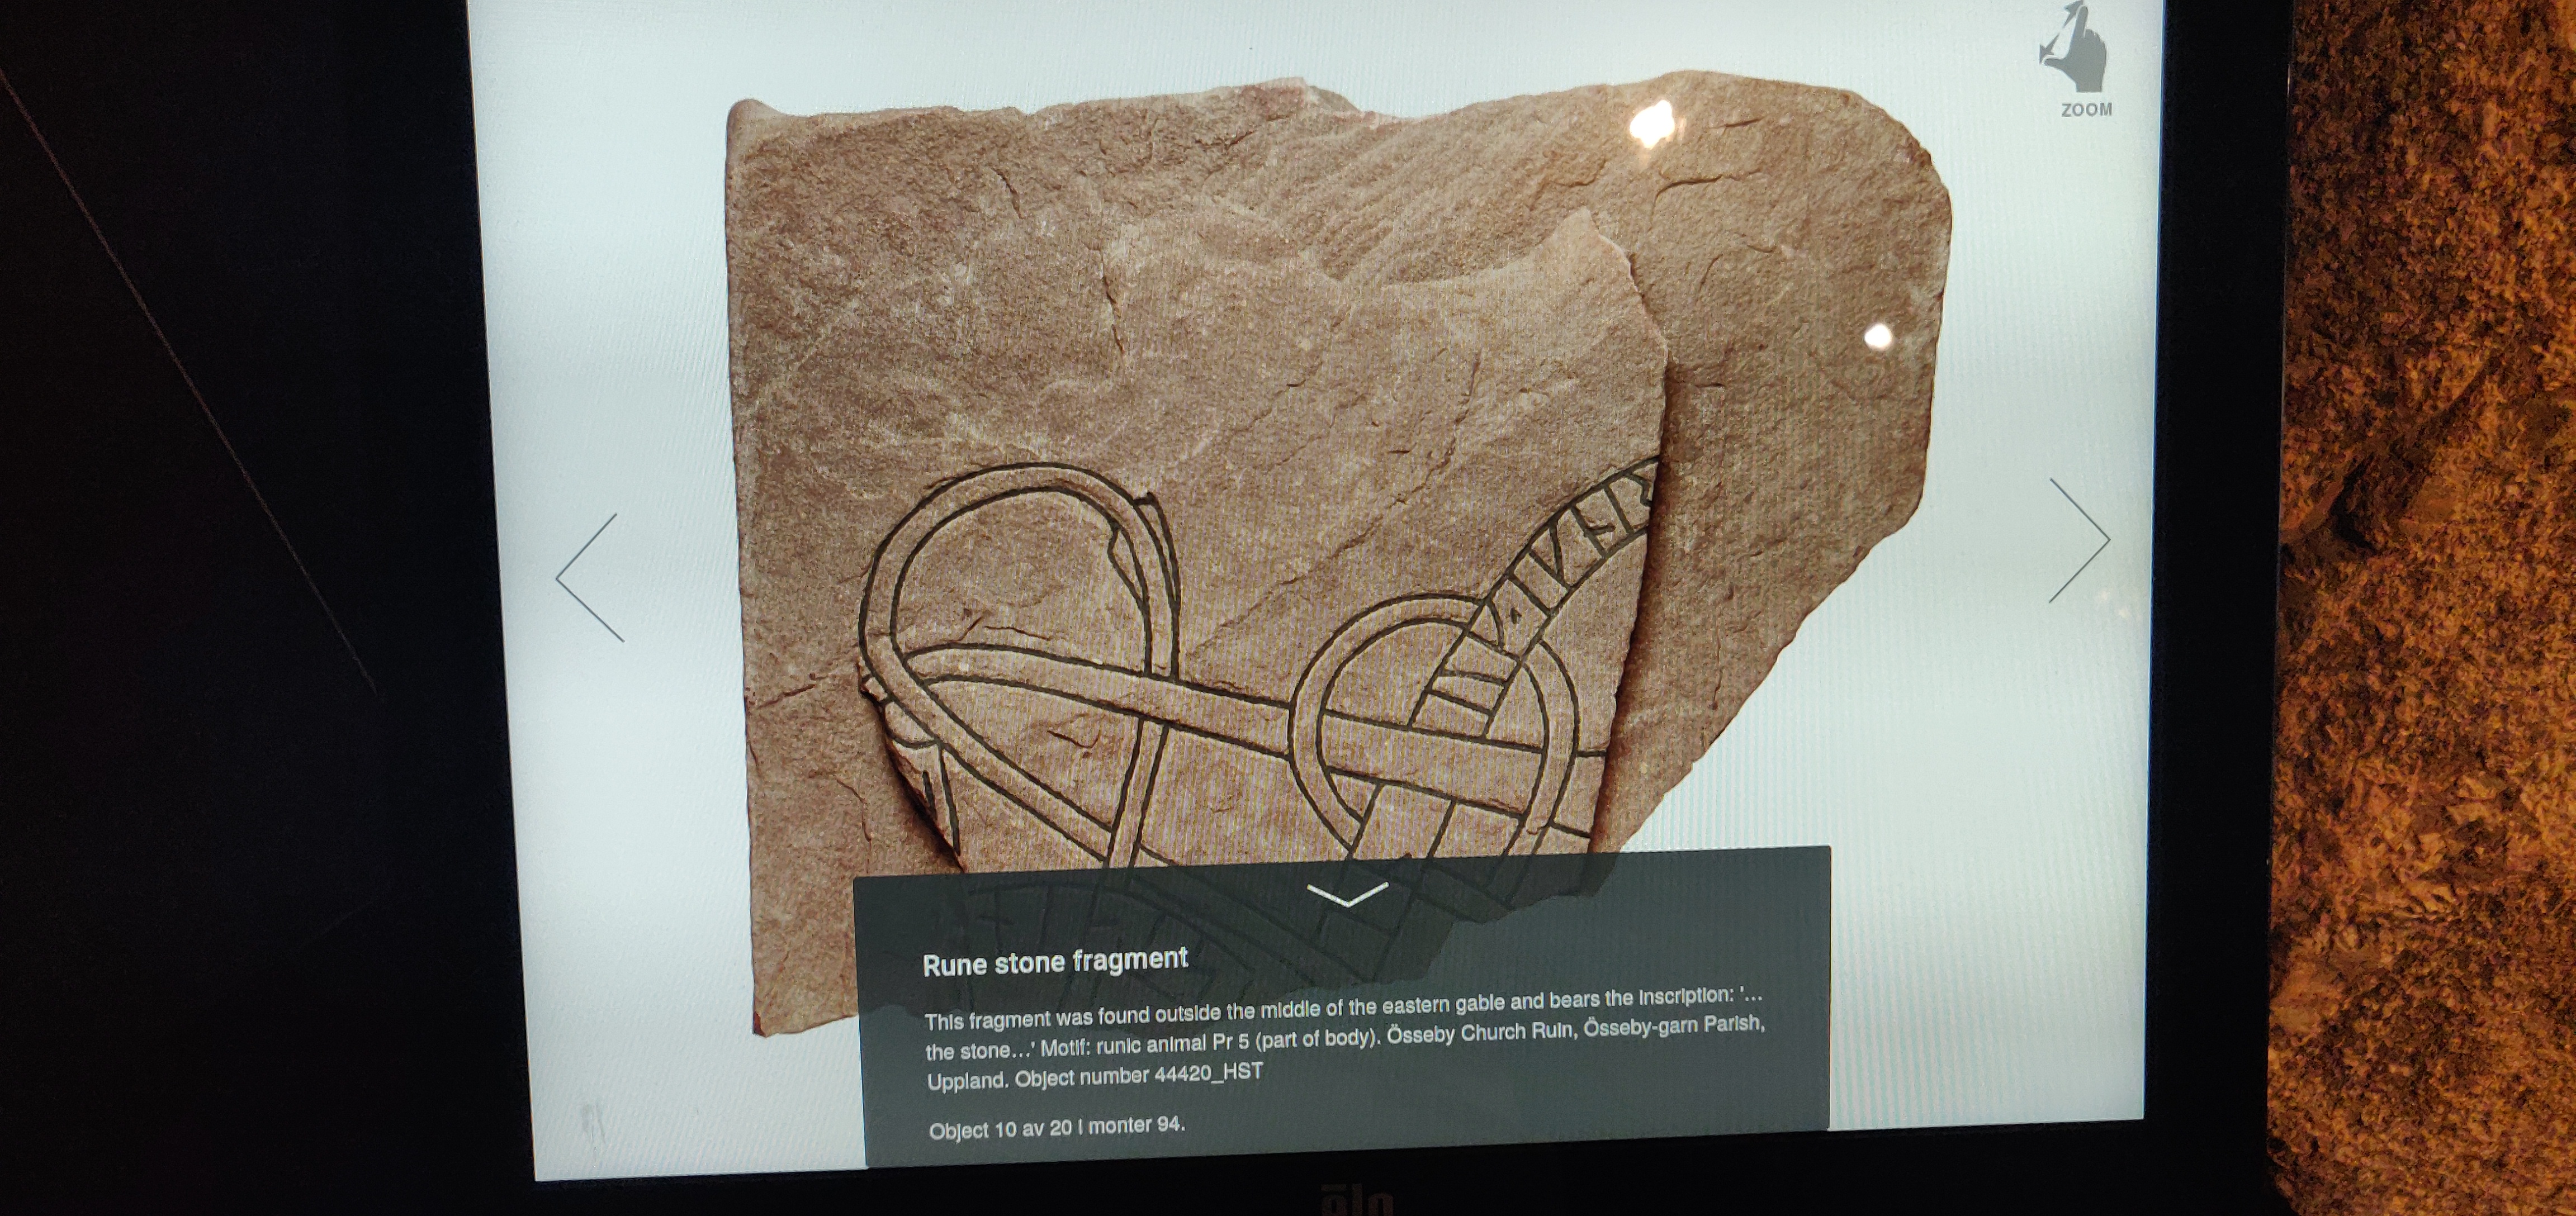 ZOOM
Rune stone fragment
This fragment was found outside the middle of the eastern gable and bears the inscription: '...
the stone...' Motif: runic animal Pr 5 (part of body). Össeby Church Ruin, Össeby-garn Parish,
Uppland. Object number 44420_HST
Object 10 av 20 i monter 94.